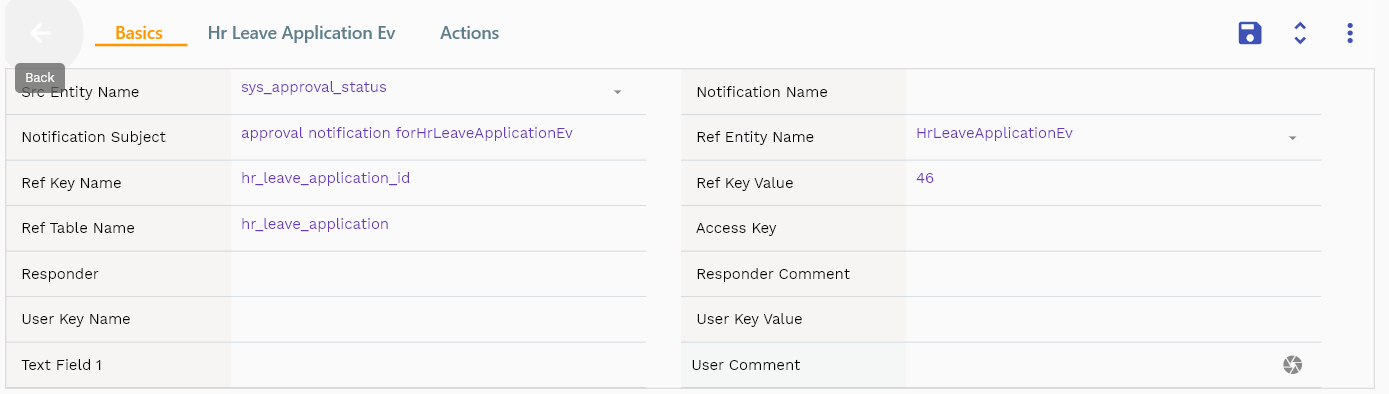 Basics Hr Leave Application Ev Actions
Back
Src Entity Name sys_approval_status Notification Name
Notification Subject approval notification forHrLeaveApplicationEv Ref Entity Name HrLeaveApplicationEv
Ref Key Name hr_leave_application_id Ref Key Value 46
Ref Table Name hr_leave_application Access Key
Responder Responder Comment
User Key Name User Key Value
Text Field 1 User Comment